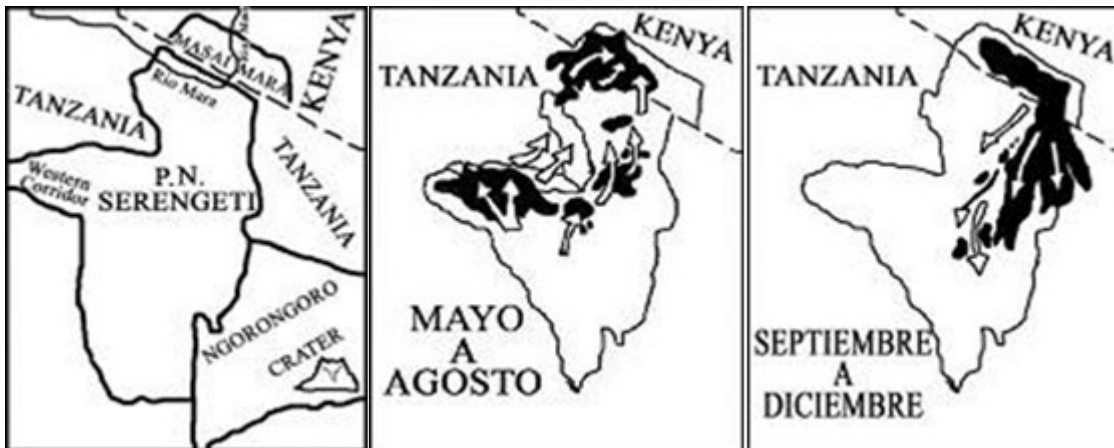 MASAI MARA
KENYA
Río Mara
TANZANIA
Western
Corridor
P.N.
SERENGETI
TANZANIA
NGORONGORO
CRATER
KENYA
TANZANIA
MAYO
A
AGOSTO
KENYA
TANZANIA
SEPTIEMBRE
A
DICIEMBRE